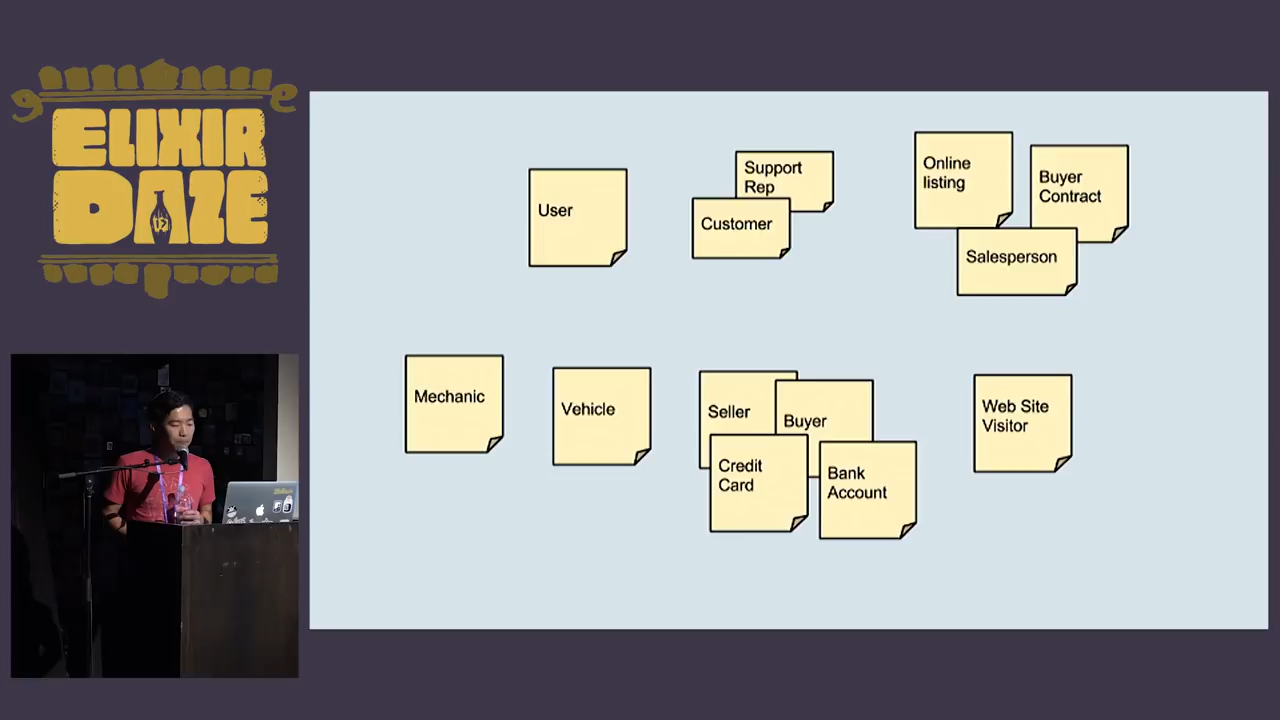 ELIXIR
DAZE
User
Support
Rep
Customer
Online
listing
Buyer
Contract
Salesperson
Mechanic
Vehicle
Seller
Buyer
Credit
Card
Bank
Account
Web Site
Visitor